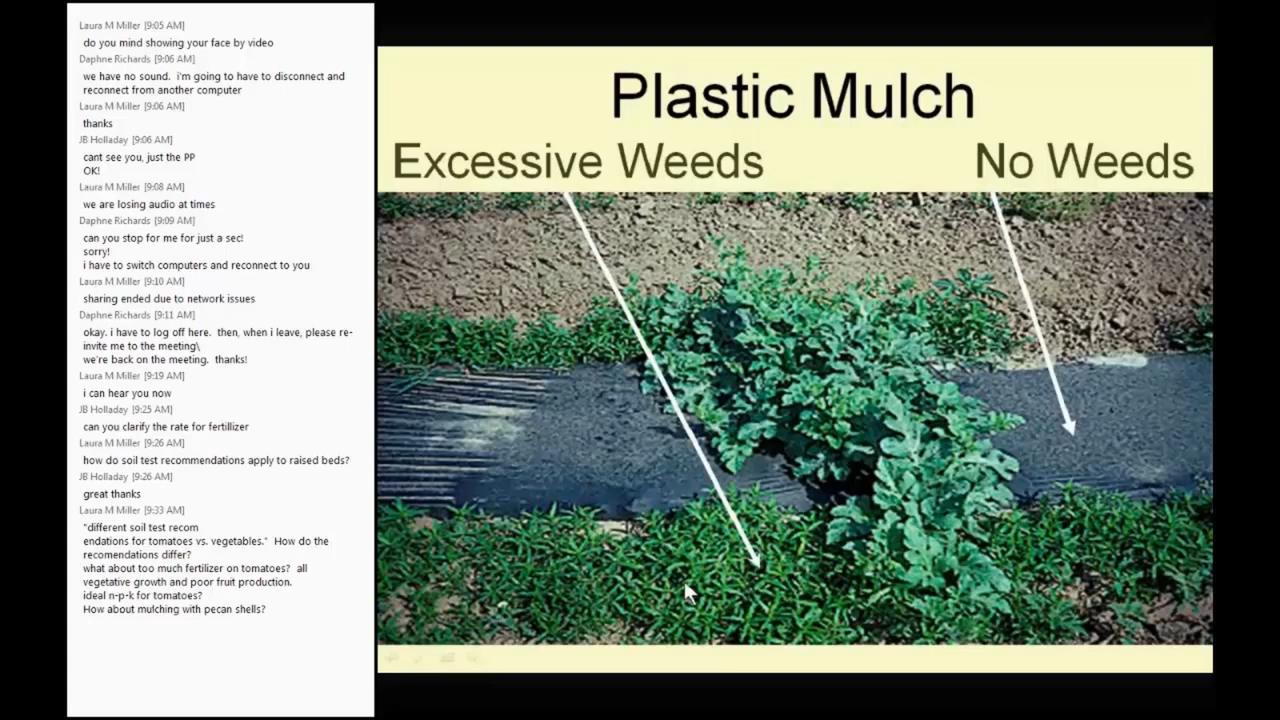 Laura M Miller [9:05 AM]
do you mind showing your face by video
Daphne Richards [9:06 AM]
we have no sound.  i'm going to have to disconnect and
reconnect from another computer
Laura M Miller [9:06 AM]
thanks
JB Holladay [9:06 AM]
cant see you, just the PP
OK!
Laura M Miller [9:08 AM]
we are losing audio at times
Daphne Richards [9:09 AM]
can you stop for me for just a sec!
sorry!
i have to switch computers and reconnect to you
Laura M Miller [9:10 AM]
sharing ended due to network issues
Daphne Richards [9:11 AM]
okay. i have to log off here.  then, when i leave, please re-
invite me to the meeting\
we're back on the meeting.  thanks!
Laura M Miller [9:19 AM]
i can hear you now
JB Holladay [9:25 AM]
can you clarify the rate for fertillizer
Laura M Miller [9:26 AM]
how do soil test recommendations apply to raised beds?
JB Holladay [9:26 AM]
great thanks
Laura M Miller [9:33 AM]
"different soil test recom
endations for tomatoes vs. vegetables."  How do the
recomendations differ?
what about too much fertilizer on tomatoes?  all
vegetative growth and poor fruit production.
ideal n-p-k for tomatoes?
How about mulching with pecan shells?
Plastic Mulch
Excessive Weeds
No Weeds